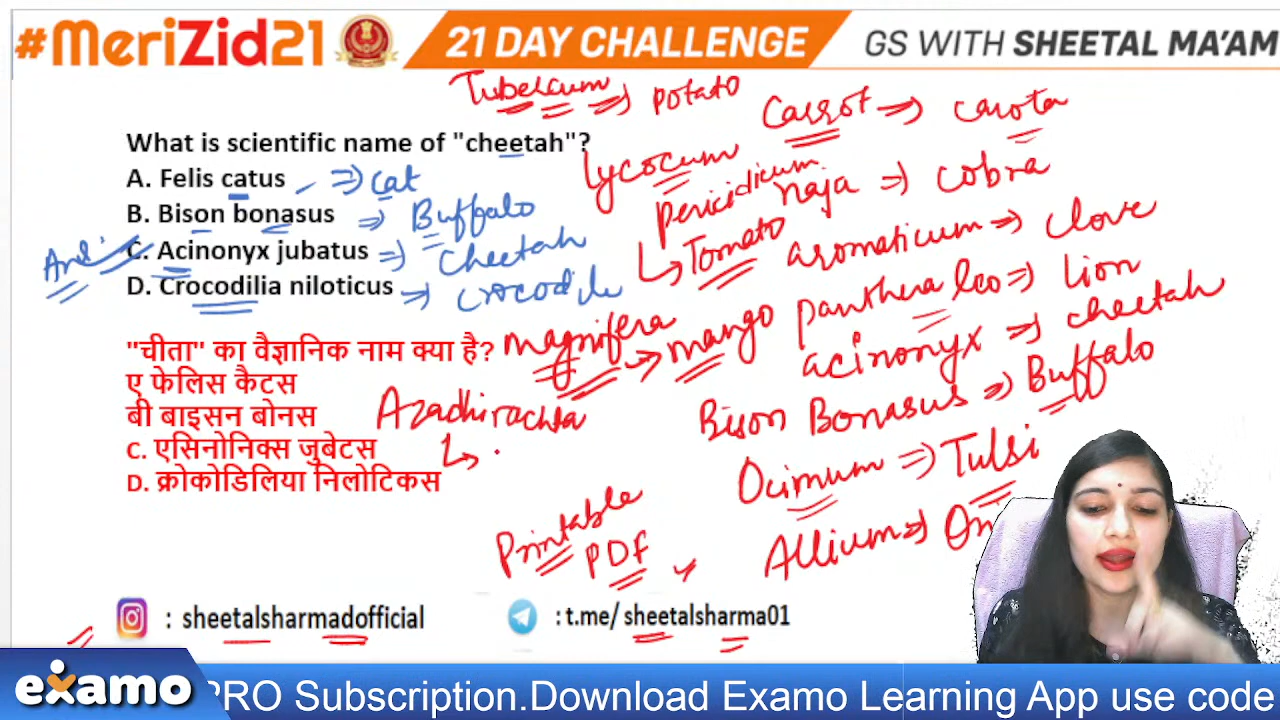 #MeriZid21
21 DAY CHALLENGE
GS WITH SHEETAL MA'AM
Tubelcum => potato
Carrot => carota
What is scientific name of "cheetah"?
A. Felis catus => Cat
B. Bison bonasus => Buffalo
Ans C. Acinonyx jubatus => cheetah
D. Crocodilia niloticus => crocodile
Lycocum
pericidicum
Tomato
naja => cobra
aromaticum => clove
panthera leo => lion
acinonyx => cheetah
"चीता" का वैज्ञानिक नाम क्या है?
ए फेलिस कैटस
बी बाइसन बोनस
C. एसिनोनिक्स जुबेटस
D. क्रोकोडिलिया निलोटिकस
magnifera => mango
Azadhirachta
Bison Bonasus => Buffalo
Ocimum => Tulsi
Allium => On
Printable
PDF
: sheetalsharmadofficial
: t.me/ sheetalsharma01
examo
PRO Subscription.Download Examo Learning App use code